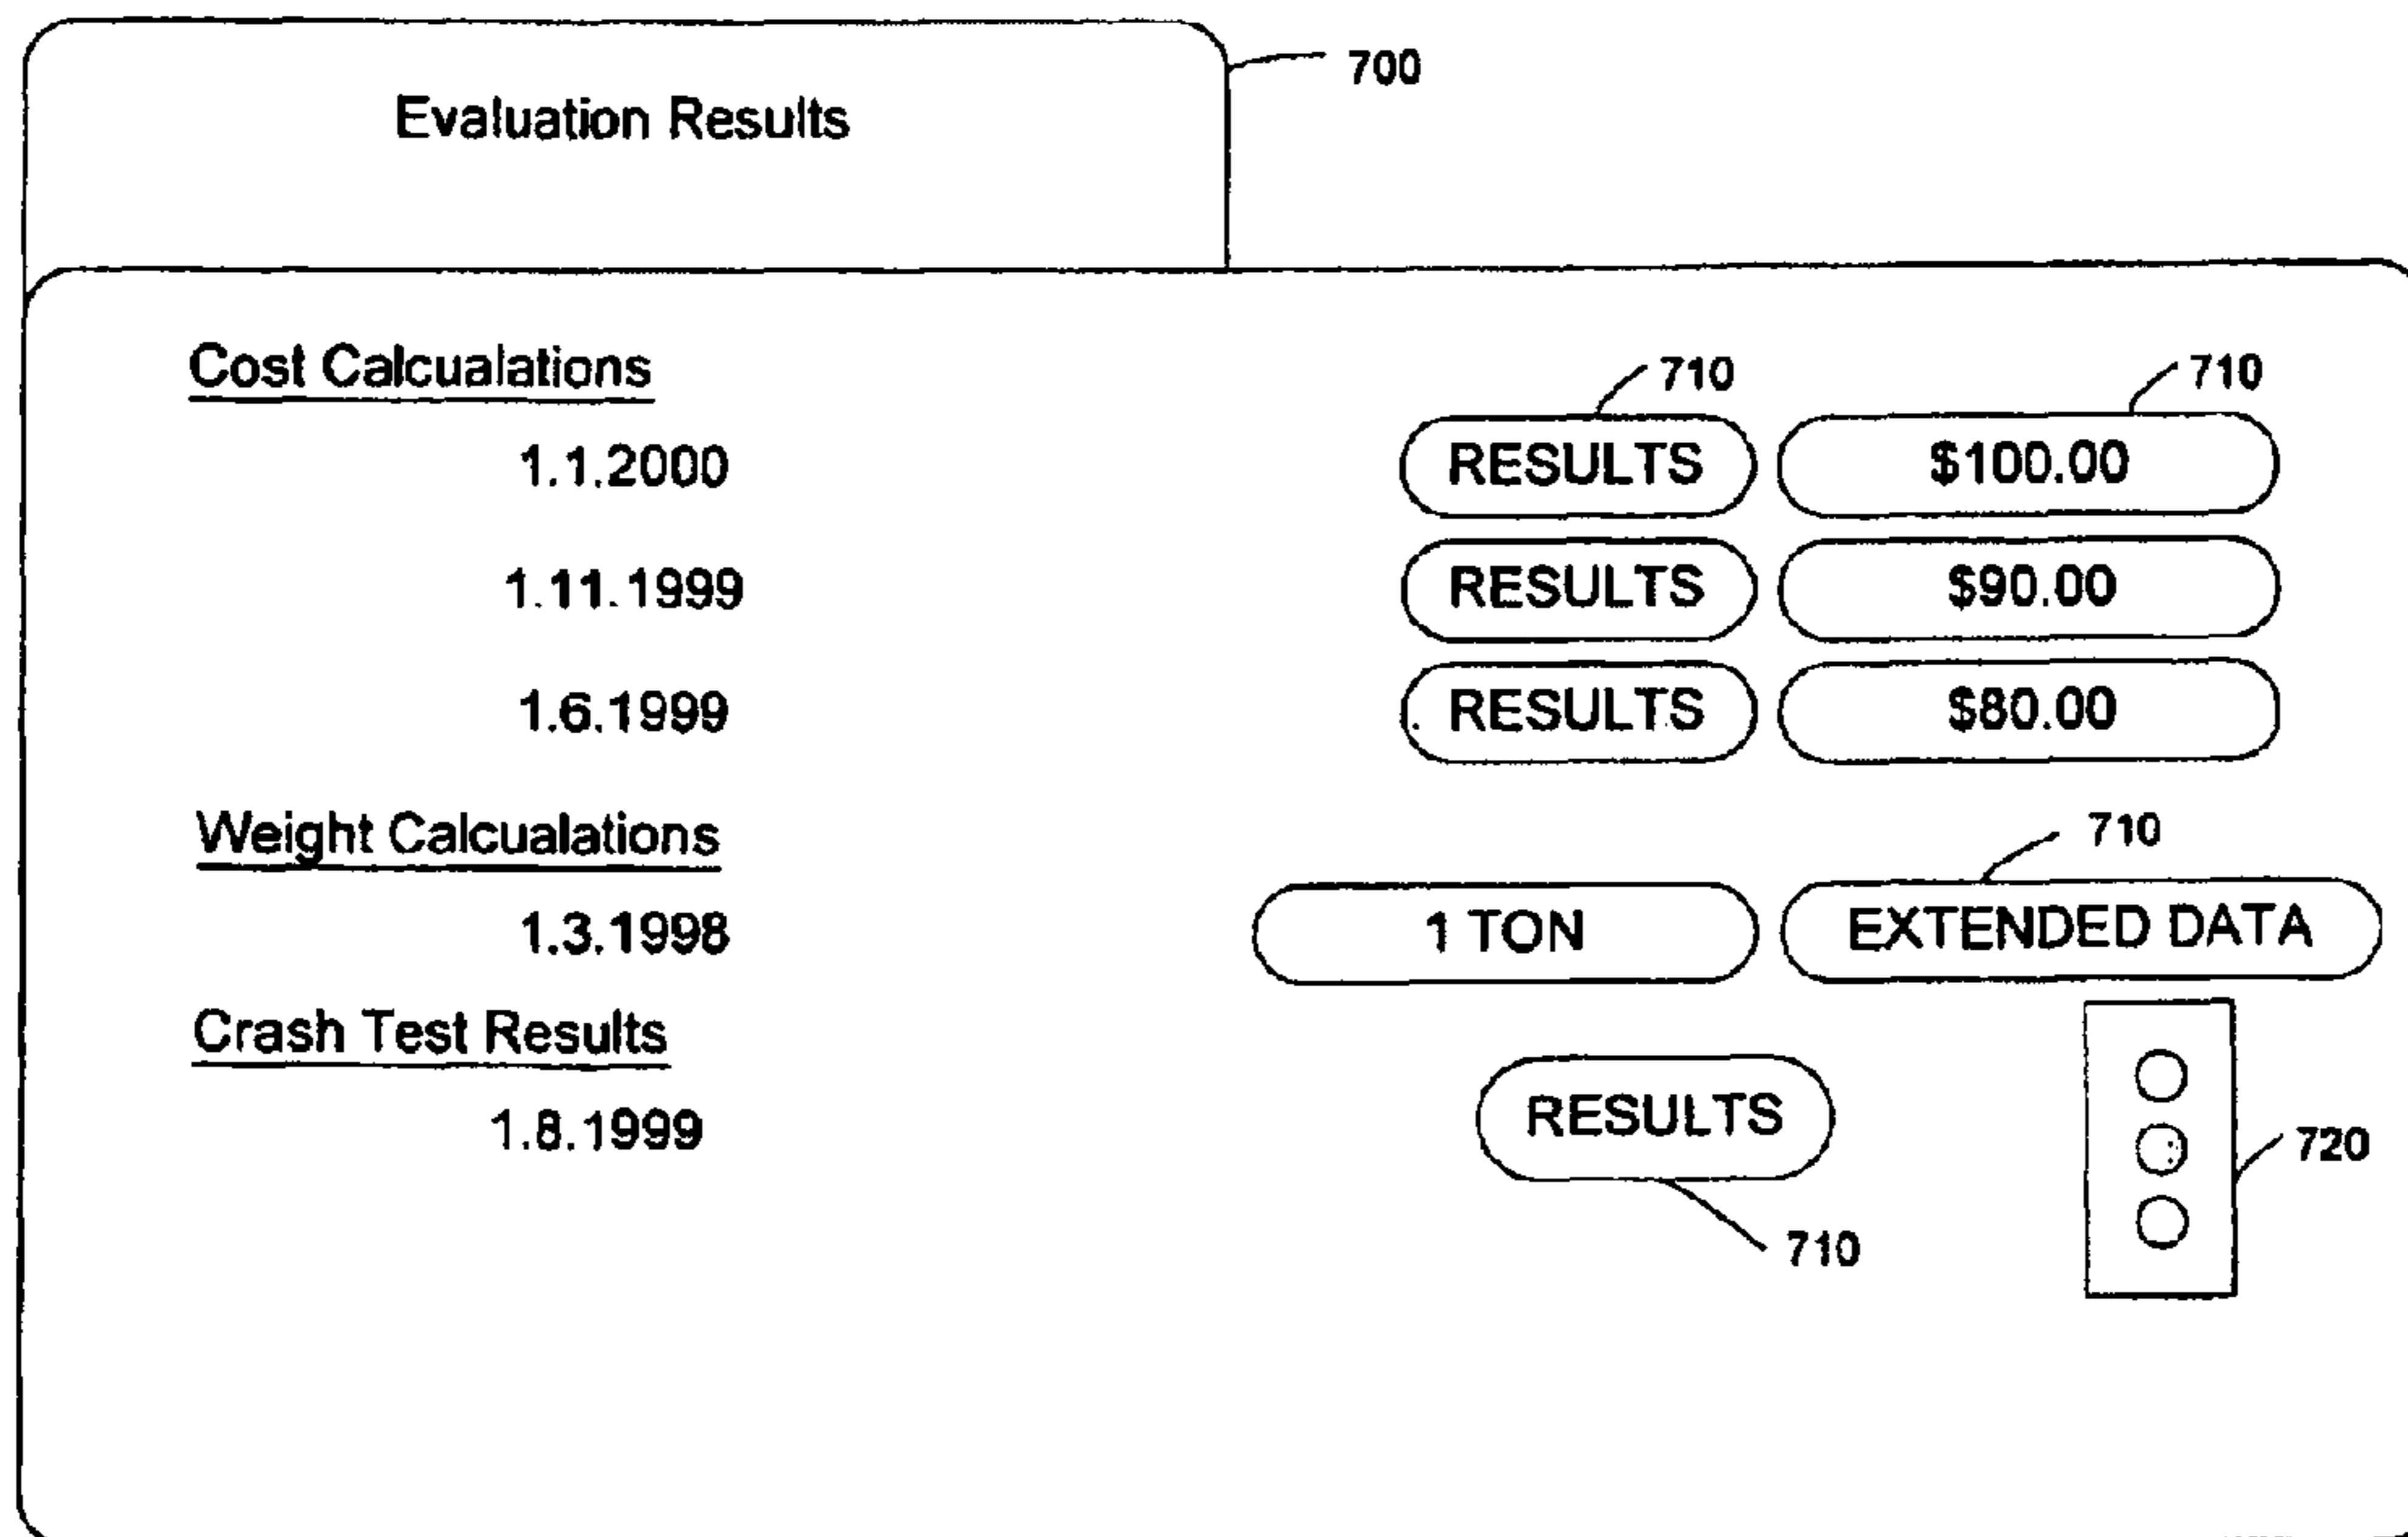 700
Evaluation Results
Cost Calcualations
710 710
1.1.2000 RESULTS $100.00
1.11.1999 RESULTS $90.00
1.6.1999 RESULTS $80.00
Weight Calcualations
710
1.3.1998 1 TON EXTENDED DATA
Crash Test Results
1.8.1999 RESULTS
720
710